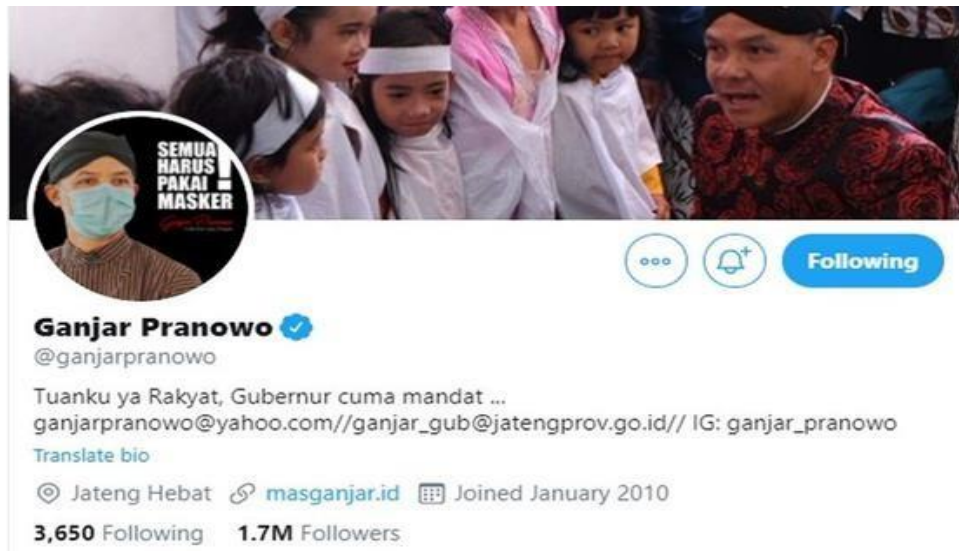 SEMUA
HARUS
PAKAI
MASKER!
Following
Ganjar Pranowo
@ganjarpranowo
Tuanku ya Rakyat, Gubernur cuma mandat ...
ganjarpranowo@yahoo.com//ganjar_gub@jatengprov.go.id// IG: ganjar_pranowo
Translate bio
Jateng Hebat masganjar.id Joined January 2010
3,650 Following 1.7M Followers